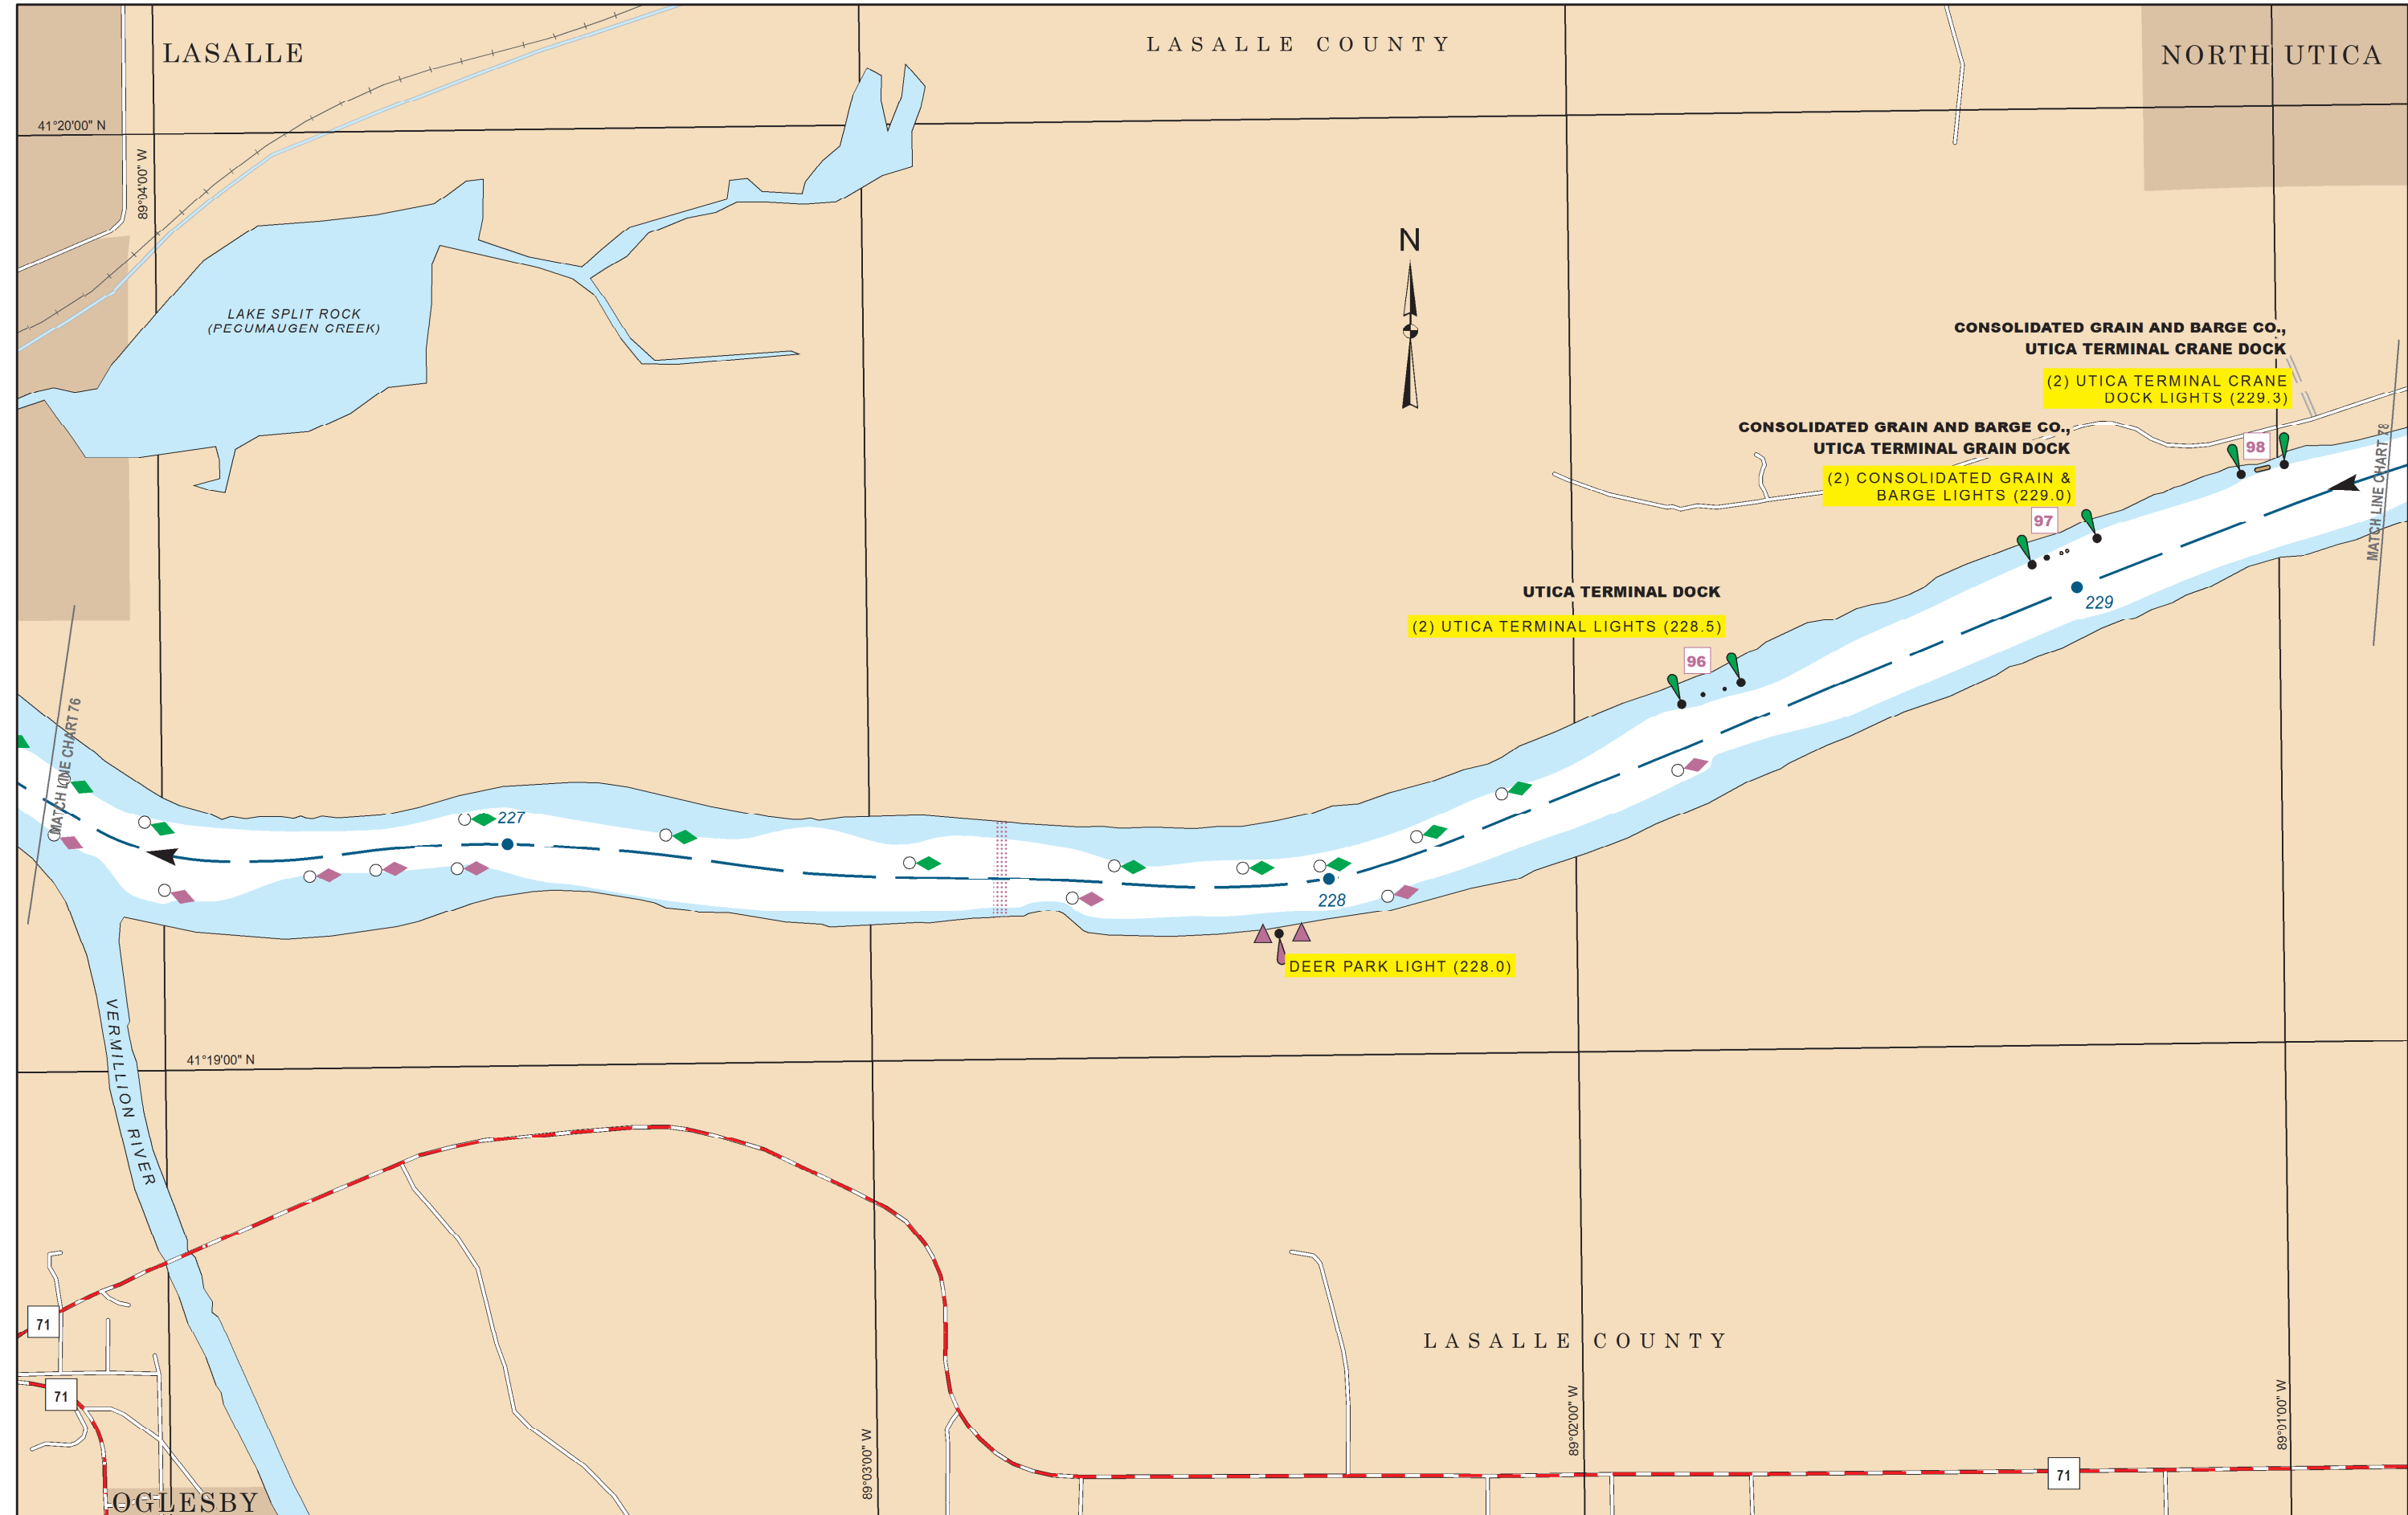 LASALLE
LASALLE COUNTY
NORTH UTICA
41°20'00" N
89°04'00" W
N
LAKE SPLIT ROCK
(PECUMAUGEN CREEK)
CONSOLIDATED GRAIN AND BARGE CO.,
UTICA TERMINAL CRANE DOCK
(2) UTICA TERMINAL CRANE
DOCK LIGHTS (229.3)
CONSOLIDATED GRAIN AND BARGE CO.,
UTICA TERMINAL GRAIN DOCK
(2) CONSOLIDATED GRAIN &
BARGE LIGHTS (229.0)
98
MATCH LINE CHART 78
97
229
UTICA TERMINAL DOCK
(2) UTICA TERMINAL LIGHTS (228.5)
96
MATCH LINE CHART 76
227
228
DEER PARK LIGHT (228.0)
VERMILLION RIVER
41°19'00" N
71
LASALLE COUNTY
71
89°03'00" W
89°02'00" W
89°01'00" W
71
OGLESBY